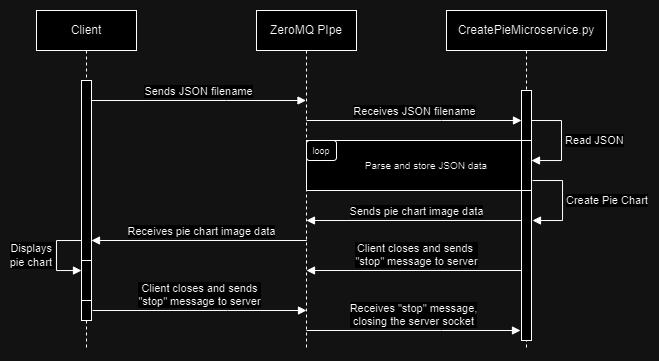 Client
ZeroMQ PIpe
CreatePieMicroservice.py
Sends JSON filename
Receives JSON filename
Read JSON
loop
Parse and store JSON data
Create Pie Chart
Sends pie chart image data
Receives pie chart image data
Displays
pie chart
Client closes and sends
"stop" message to server
Client closes and sends
"stop" message to server
Receives "stop" message,
closing the server socket